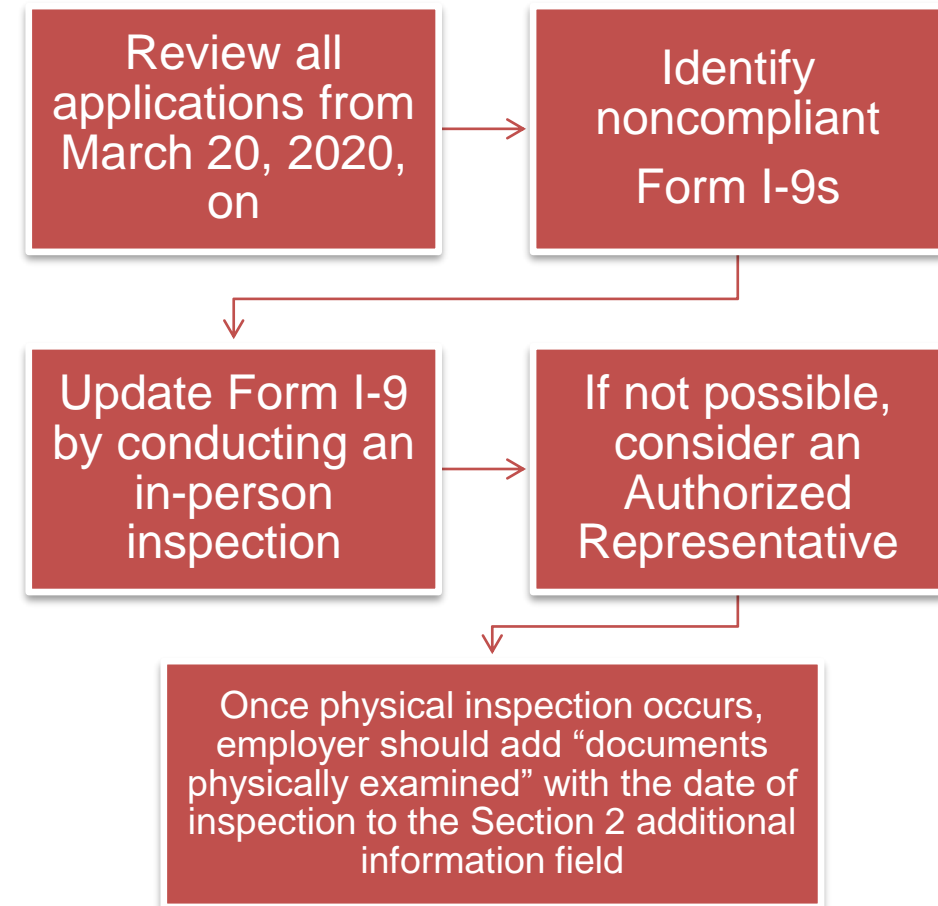 Review all
applications from
March 20, 2020,
on
Identify
noncompliant
Form I-9s
Update Form I-9
by conducting an
in-person
inspection
If not possible,
consider an
Authorized
Representative
Once physical inspection occurs,
employer should add “documents
physically examined” with the date of
inspection to the Section 2 additional
information field